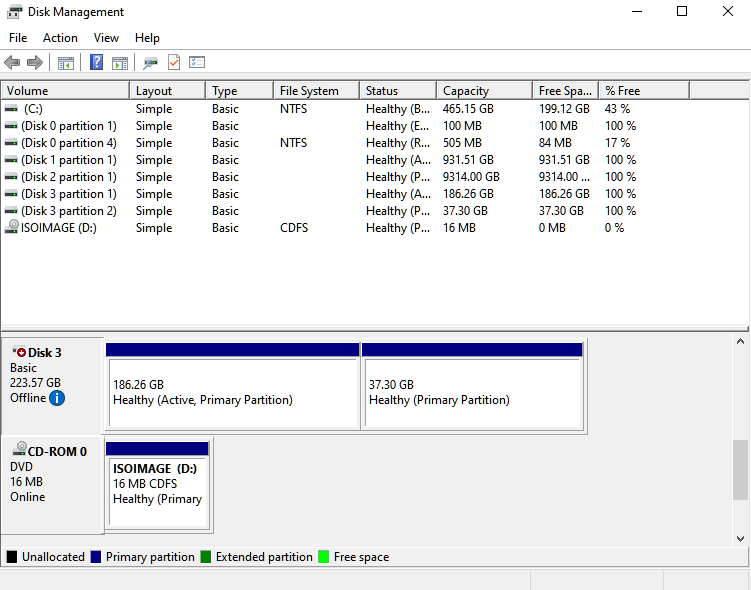 Disk Management
File Action View Help
Volume Layout Type File System Status Capacity Free Spa... % Free
(C:) Simple Basic NTFS Healthy (B... 465.15 GB 199.12 GB 43 %
(Disk 0 partition 1) Simple Basic Healthy (E... 100 MB 100 MB 100 %
(Disk 0 partition 4) Simple Basic NTFS Healthy (R... 505 MB 84 MB 17 %
(Disk 1 partition 1) Simple Basic Healthy (A... 931.51 GB 931.51 GB 100 %
(Disk 2 partition 1) Simple Basic Healthy (P... 9314.00 GB 9314.00 ... 100 %
(Disk 3 partition 1) Simple Basic Healthy (A... 186.26 GB 186.26 GB 100 %
(Disk 3 partition 2) Simple Basic Healthy (P... 37.30 GB 37.30 GB 100 %
ISOIMAGE (D:) Simple Basic CDFS Healthy (P... 16 MB 0 MB 0 %
Disk 3
Basic
223.57 GB
Offline
186.26 GB
Healthy (Active, Primary Partition)
37.30 GB
Healthy (Primary Partition)
CD-ROM 0
DVD
16 MB
Online
ISOIMAGE (D:)
16 MB CDFS
Healthy (Primary
Unallocated Primary partition Extended partition Free space